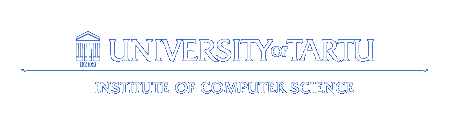 UNIVERSITY OF TARTU
INSTITUTE OF COMPUTER SCIENCE